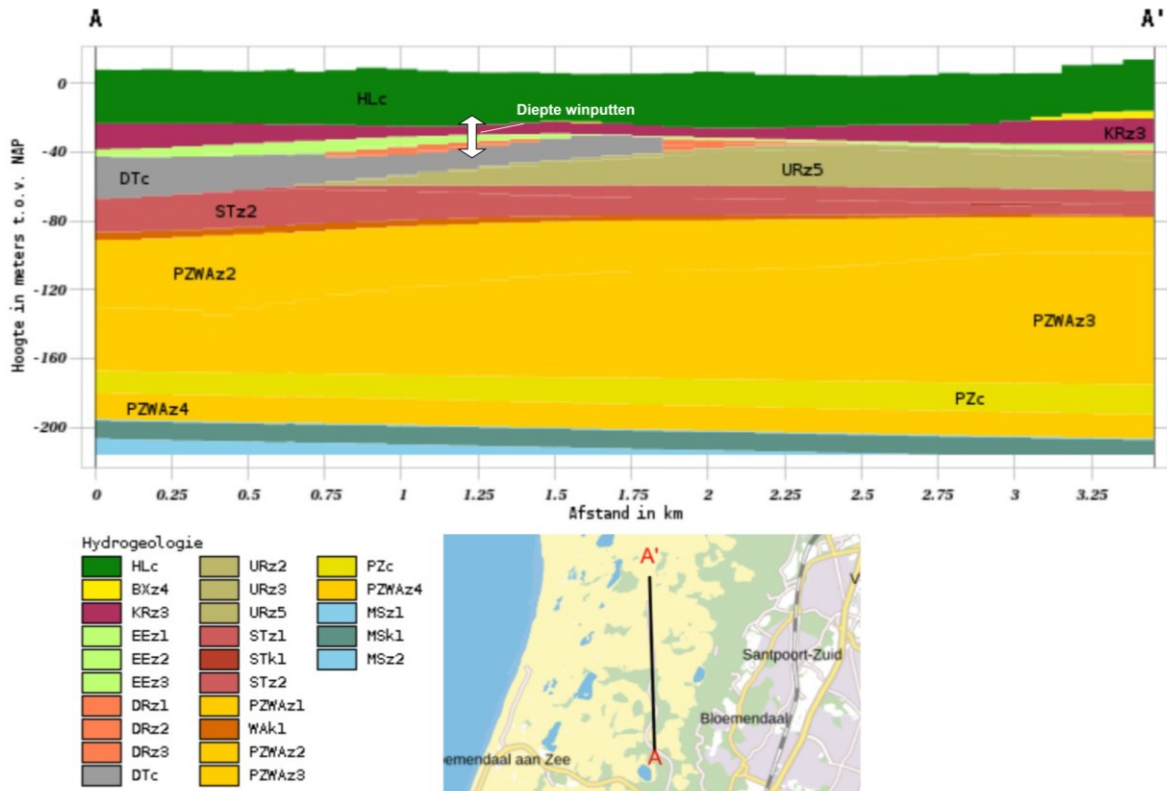 A A'
0
HLc
Diepte winputten
KRz3
-40
DTc
URz5
STz2
-80
PZWAz2
-120
PZWAz3
-160
PZc
PZWAz4
-200
Hoogte in meters t.o.v. NAP
0 0.25 0.5 0.75 1 1.25 1.5 1.75 2 2.25 2.5 2.75 3 3.25
Afstand in km
Hydrogeologie
HLc URz2 PZc
BXz4 URz3 PZWAz4
KRz3 URz5 MSz1
EEz1 STz1 MSk1
EEz2 STk1 MSz2
EEz3 STz2
DRz1 PZWAz1
DRz2 WAk1
DRz3 PZWAz2
DTc PZWAz3
A'
V
Santpoort-Zuid
Bloemendaal
oemendaal aan Zee
A